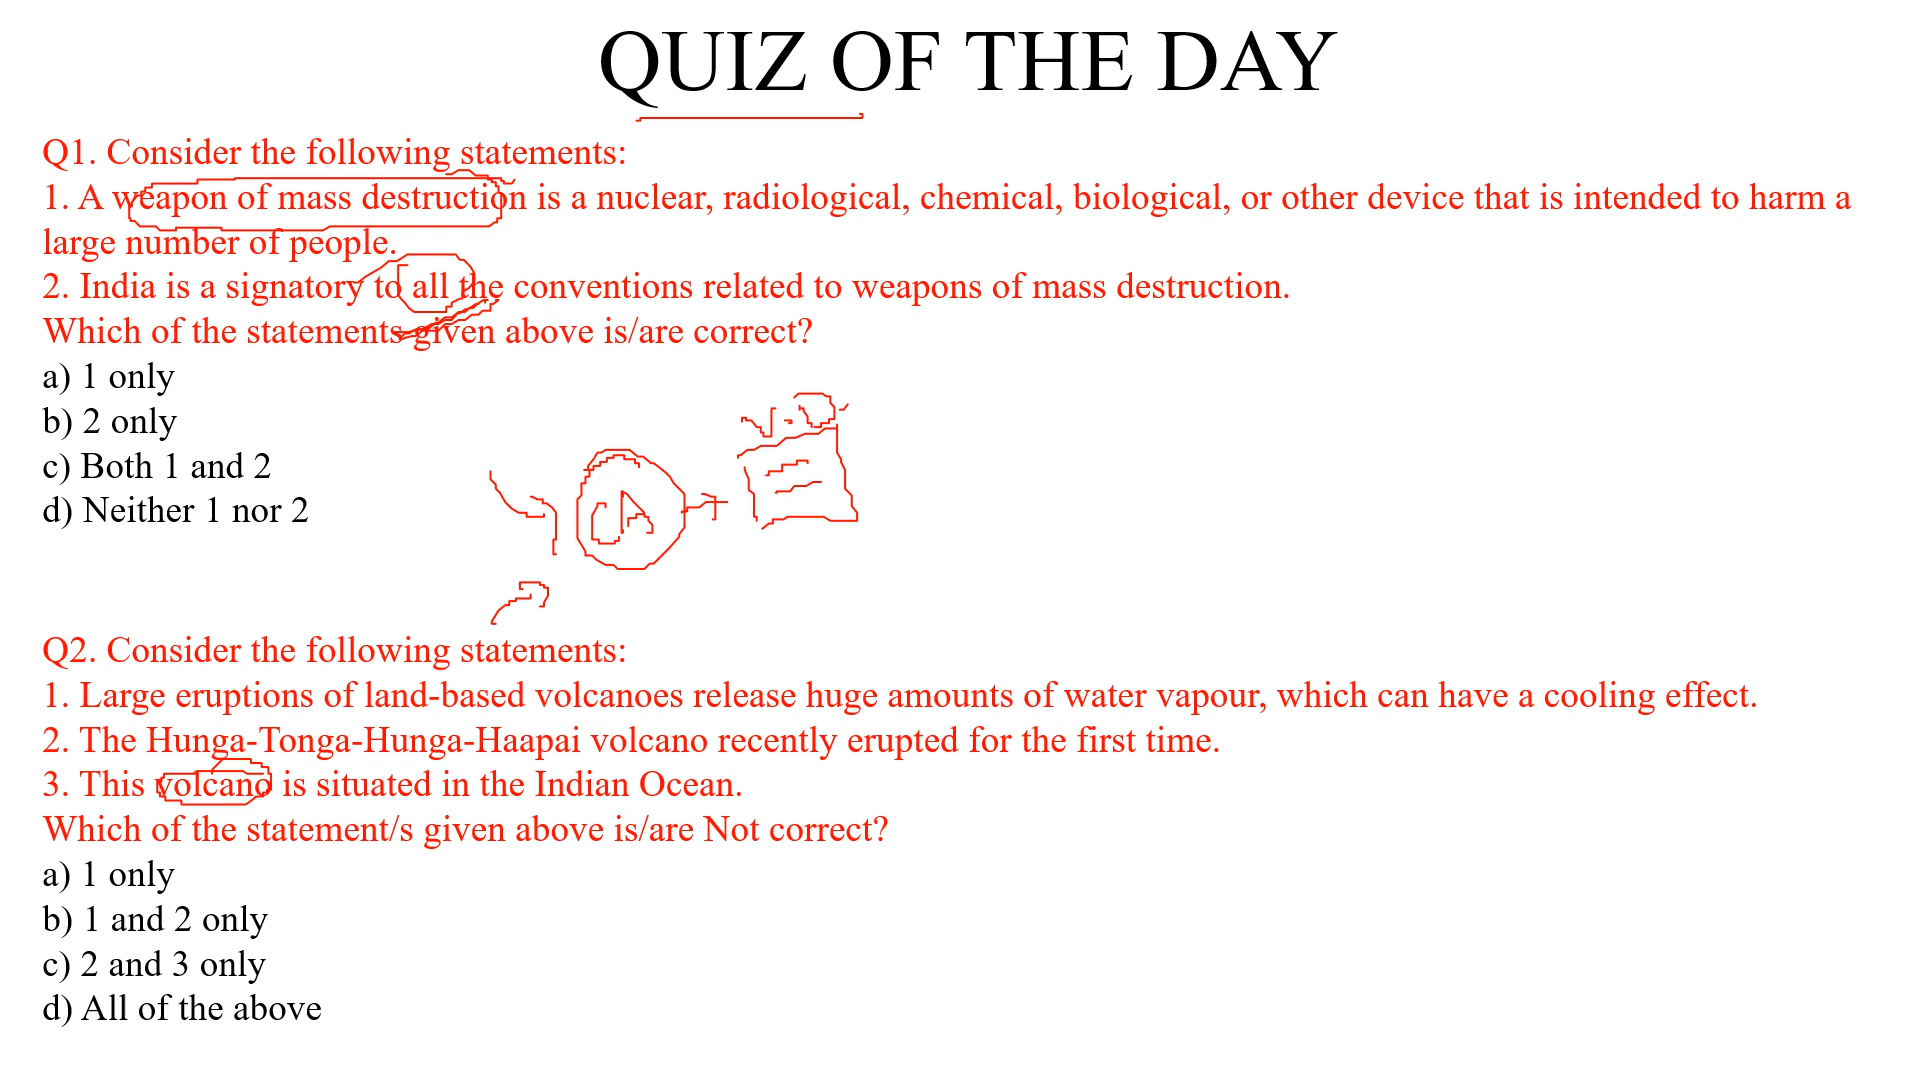 QUIZ OF THE DAY
Q1. Consider the following statements:
1. A weapon of mass destruction is a nuclear, radiological, chemical, biological, or other device that is intended to harm a
large number of people.
2. India is a signatory to all the conventions related to weapons of mass destruction.
Which of the statements given above is/are correct?
a) 1 only
b) 2 only
c) Both 1 and 2
d) Neither 1 nor 2
CA
Q2. Consider the following statements:
1. Large eruptions of land-based volcanoes release huge amounts of water vapour, which can have a cooling effect.
2. The Hunga-Tonga-Hunga-Haapai volcano recently erupted for the first time.
3. This volcano is situated in the Indian Ocean.
Which of the statement/s given above is/are Not correct?
a) 1 only
b) 1 and 2 only
c) 2 and 3 only
d) All of the above